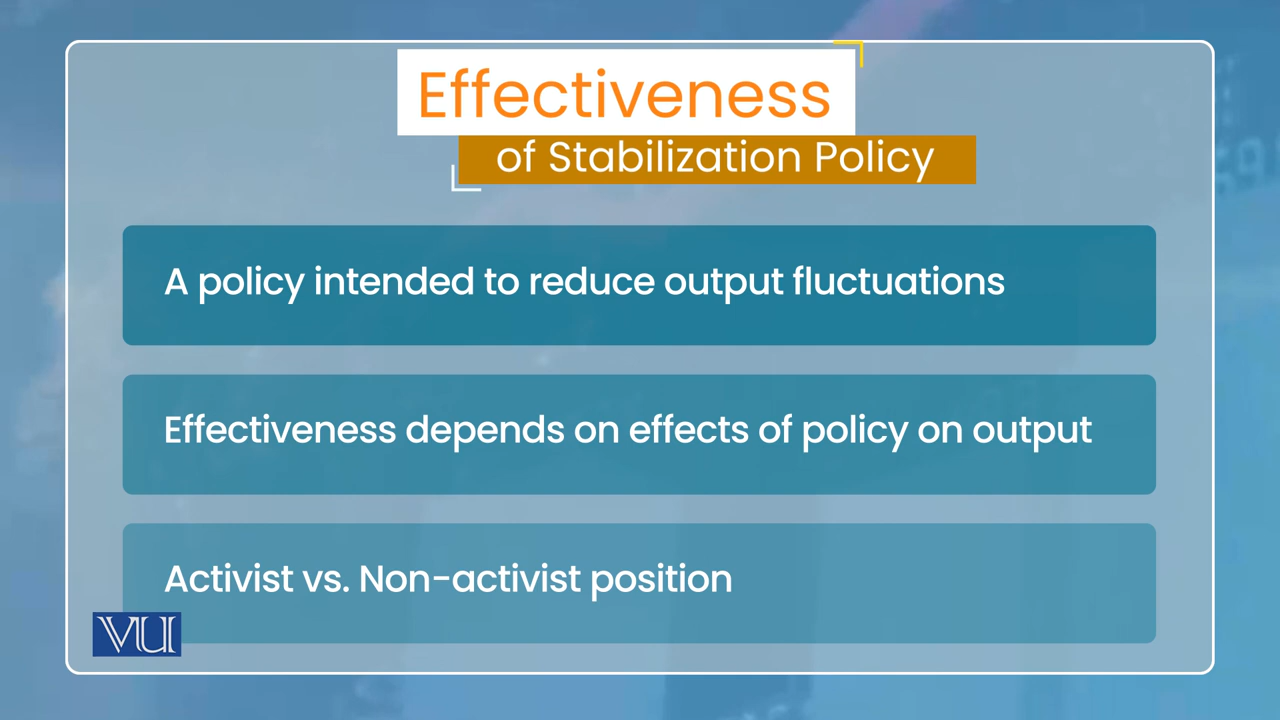 Effectiveness
of Stabilization Policy
A policy intended to reduce output fluctuations
Effectiveness depends on effects of policy on output
Activist vs. Non-activist position
VU